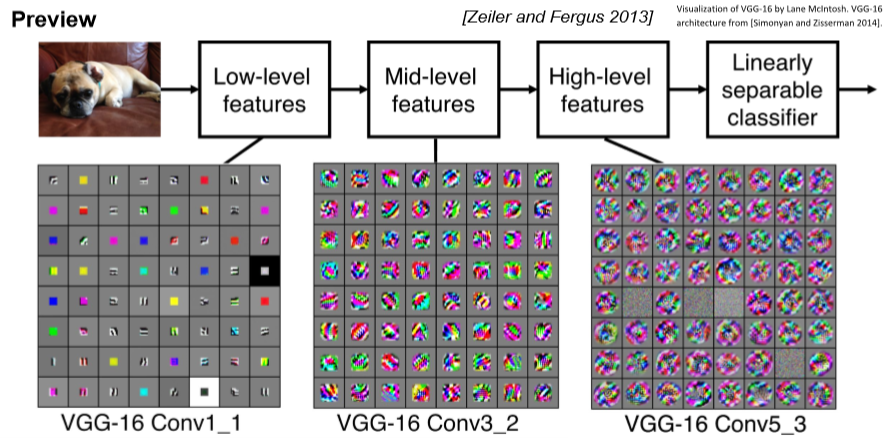 Preview
[Zeiler and Fergus 2013]
Visualization of VGG-16 by Lane McIntosh. VGG-16
architecture from [Simonyan and Zisserman 2014].
Low-level
features
Mid-level
features
High-level
features
Linearly
separable
classifier
VGG-16 Conv1_1
VGG-16 Conv3_2
VGG-16 Conv5_3